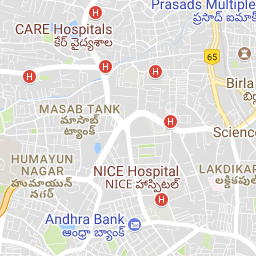 Prasads Multiple
ప్రసాద్ ఐమాక్
CARE Hospitals
కేర్ వైద్యశాల
65
Birla
MASAB TANK
మాసాబ్
ట్యాంక్
Science
HUMAYUN
NAGAR
హుమాయున్
నగర్
NICE Hospital
NICE హాస్పిటల్
LAKDIKAP
లక్డికాపుల్
Andhra Bank
ఆంధ్రా బ్యాంక్